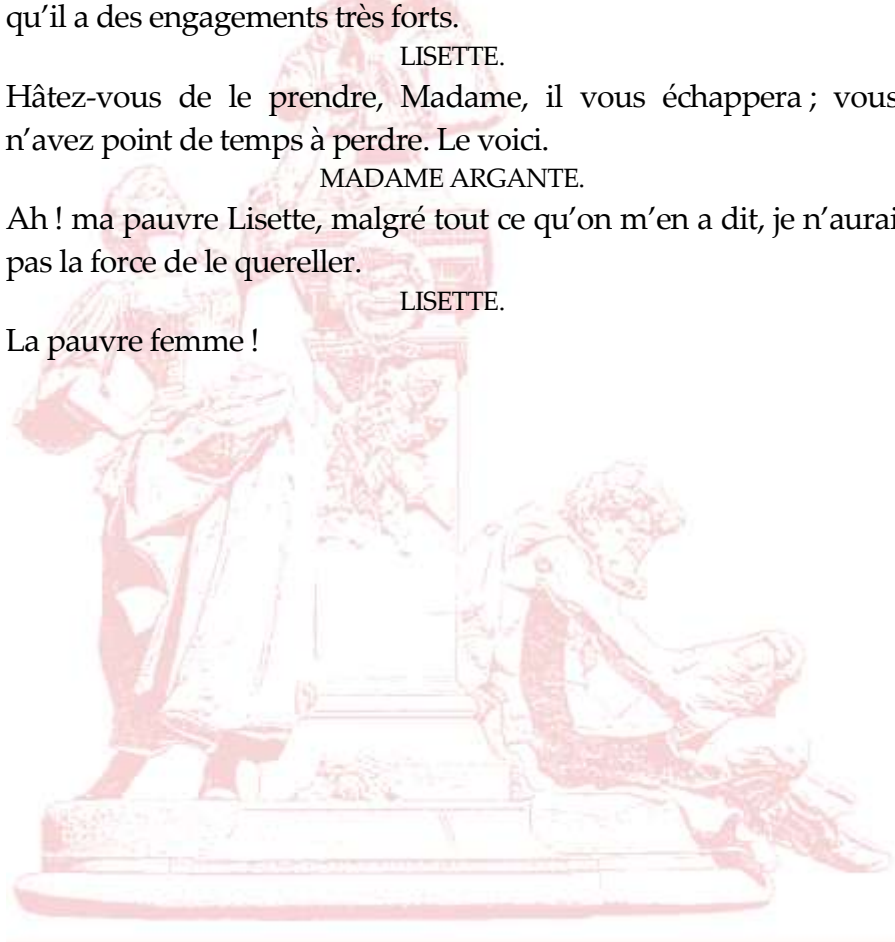 qu’il a des engagements très forts.
LISETTE.
Hâtez-vous de le prendre, Madame, il vous échappera ; vous
n’avez point de temps à perdre. Le voici.
MADAME ARGANTE.
Ah ! ma pauvre Lisette, malgré tout ce qu’on m’en a dit, je n’aurai
pas la force de le quereller.
LISETTE.
La pauvre femme !